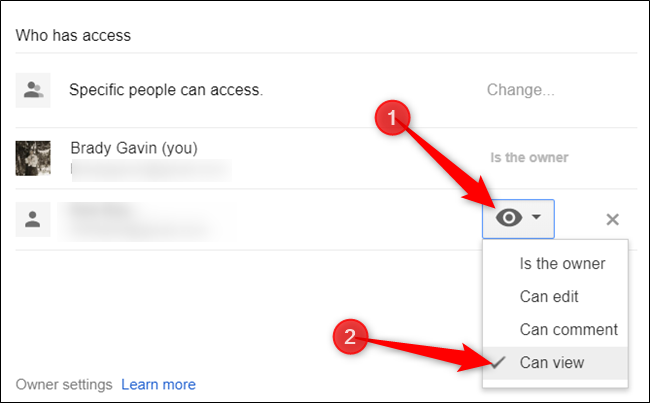 Who has access
Specific people can access.
Change...
1
Brady Gavin (you)
Is the owner
Is the owner
Can edit
Can comment
2
Can view
Owner settings Learn more